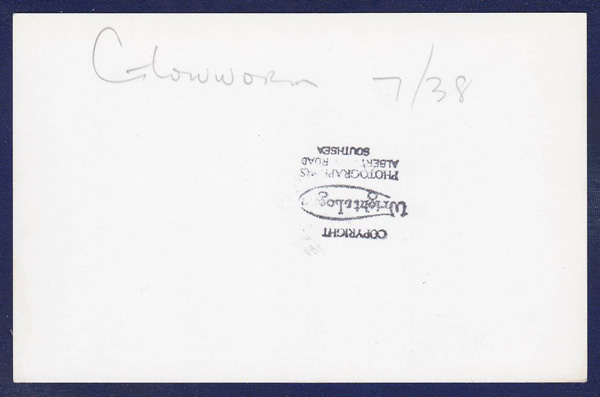 Glowworm 7/38
COPYRIGHT
Wright & Logan
PHOTOGRAPHERS
ALBERT ROAD
SOUTHSEA